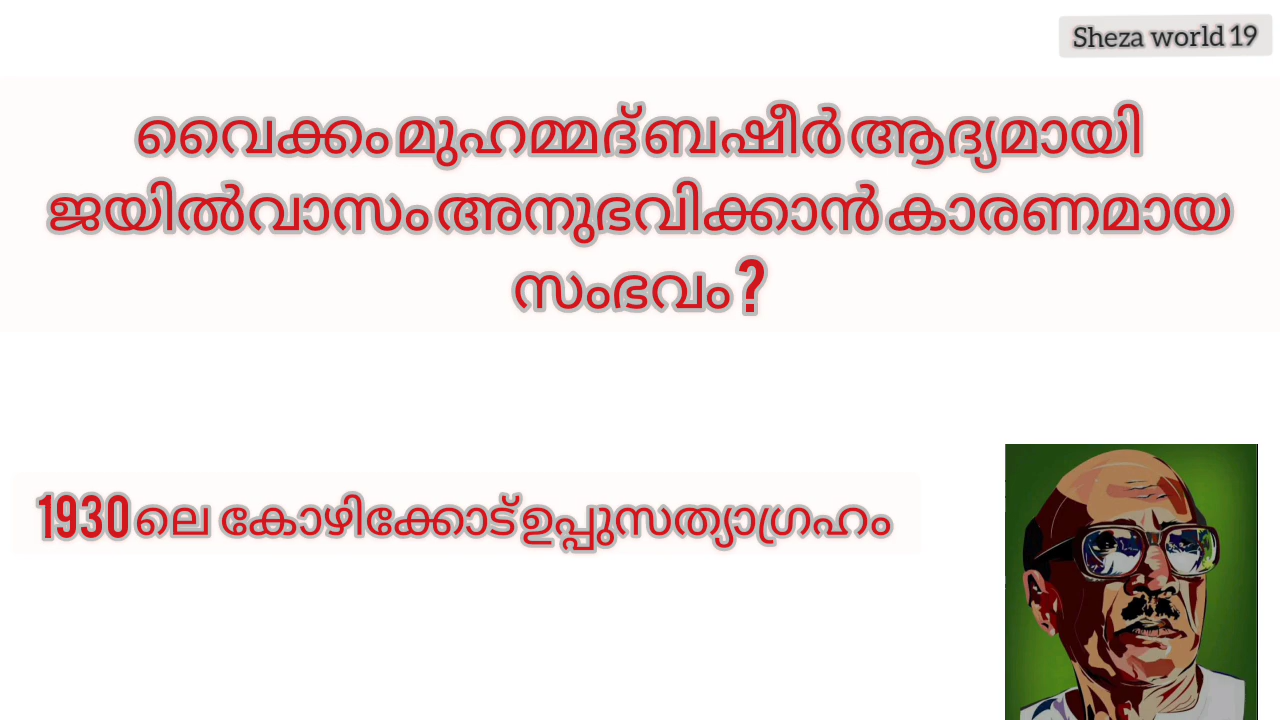 Sheza world 19
വൈക്കം മുഹമ്മദ് ബഷീർ ആദ്യമായി
ജയിൽവാസം അനുഭവിക്കാൻ കാരണമായ
സംഭവം ?
1930 ലെ കോഴിക്കോട് ഉപ്പുസത്യാഗ്രഹം